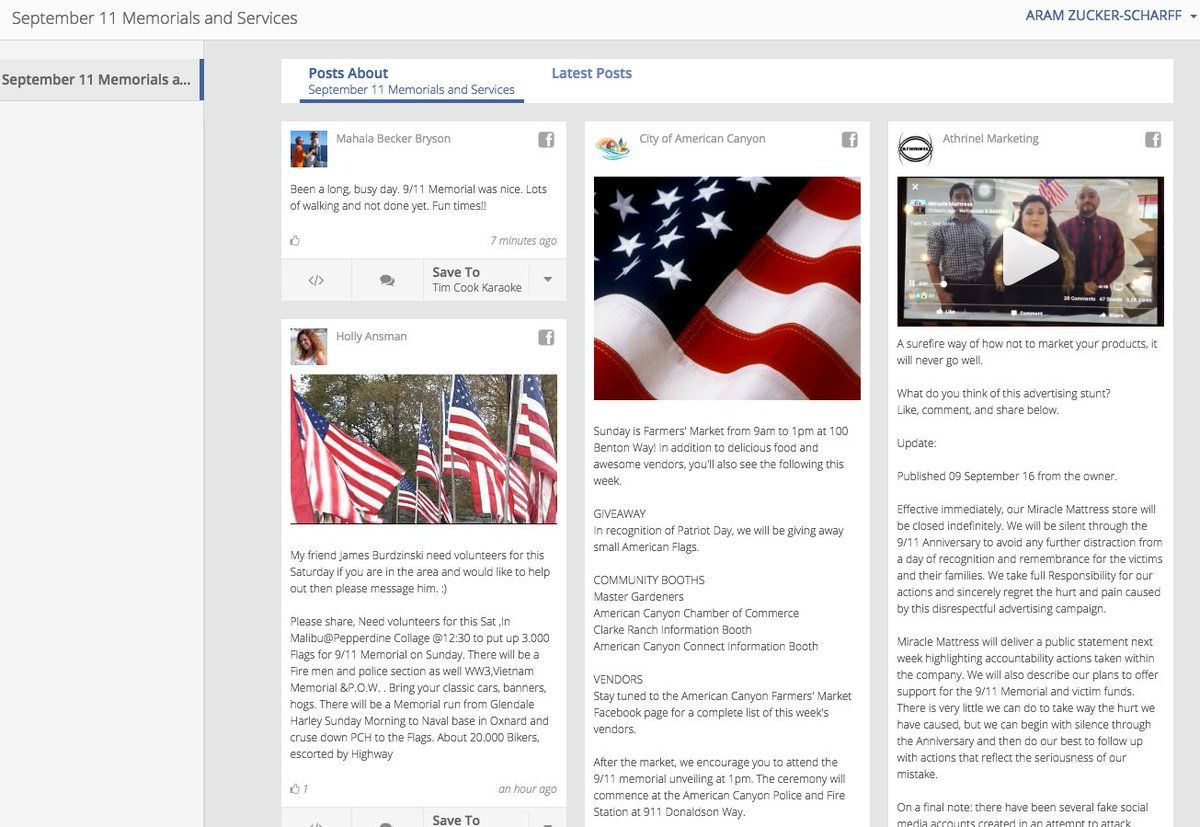 September 11 Memorials and Services
ARAM ZUCKER-SCHARFF
September 11 Memorials a...
Posts About
September 11 Memorials and Services
Latest Posts
Mahala Becker Bryson
Been a long, busy day. 9/11 Memorial was nice. Lots
of walking and not done yet. Fun times!!
7 minutes ago
</>
Save To
Tim Cook Karaoke
Holly Ansman
My friend James Burdzinski need volunteers for this
Saturday if you are in the area and would like to help
out then please message him. :)
Please share, Need volunteers for this Sat ,In
Malibu@Pepperdine Collage @12:30 to put up 3.000
Flags for 9/11 Memorial on Sunday. There will be a
Fire men and police section as well WW3,Vietnam
Memorial &P.O.W. . Bring your classic cars, banners,
hogs. There will be a Memorial run from Glendale
Harley Sunday Morning to Naval base in Oxnard and
cruse down PCH to the Flags. About 20.000 Bikers,
escorted by Highway
1
an hour ago
Save To
City of American Canyon
Sunday is Farmers' Market from 9am to 1pm at 100
Benton Way! In addition to delicious food and
awesome vendors, you'll also see the following this
week.
GIVEAWAY
In recognition of Patriot Day, we will be giving away
small American Flags.
COMMUNITY BOOTHS
Master Gardeners
American Canyon Chamber of Commerce
Clarke Ranch Information Booth
American Canyon Connect Information Booth
VENDORS
Stay tuned to the American Canyon Farmers' Market
Facebook page for a complete list of this week's
vendors.
After the market, we encourage you to attend the
9/11 memorial unveiling at 1pm. The ceremony will
commence at the American Canyon Police and Fire
Station at 911 Donaldson Way.
Athrinel Marketing
ATHRINEL
Miracle Mattress
28 Comments 47 Shares
Like
Comment
Share
A surefire way of how not to market your products, it
will never go well.
What do you think of this advertising stunt?
Like, comment, and share below.
Update:
Published 09 September 16 from the owner.
Effective immediately, our Miracle Mattress store will
be closed indefinitely. We will be silent through the
9/11 Anniversary to avoid any further distraction from
a day of recognition and remembrance for the victims
and their families. We take full Responsibility for our
actions and sincerely regret the hurt and pain caused
by this disrespectful advertising campaign.
Miracle Mattress will deliver a public statement next
week highlighting accountability actions taken within
the company. We will also describe our plans to offer
support for the 9/11 Memorial and victim funds.
There is very little we can do to take way the hurt we
have caused, but we can begin with silence through
the Anniversary and then do our best to follow up
with actions that reflect the seriousness of our
mistake.
On a final note: there have been several fake social
media accounts created in an attempt to attack